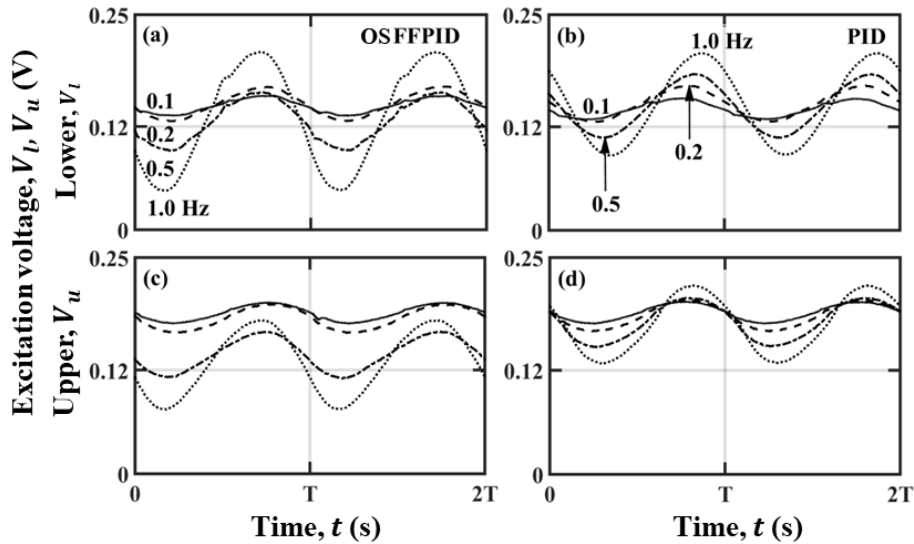 Excitation voltage, V_l, V_u (V)
Lower, V_l
Upper, V_u
0.25
0.12
0
(a)
OSFFPID
0.1
0.2
0.5
1.0 Hz
(b)
1.0 Hz
PID
0.1
0.2
0.5
0.25
0.12
0
(c)
(d)
0
T
2T
0
T
2T
Time, t (s)
Time, t (s)